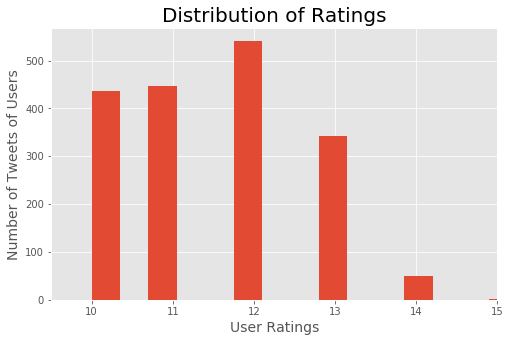 Distribution of Ratings
Number of Tweets of Users
500
400
300
200
100
0
10 11 12 13 14 15
User Ratings